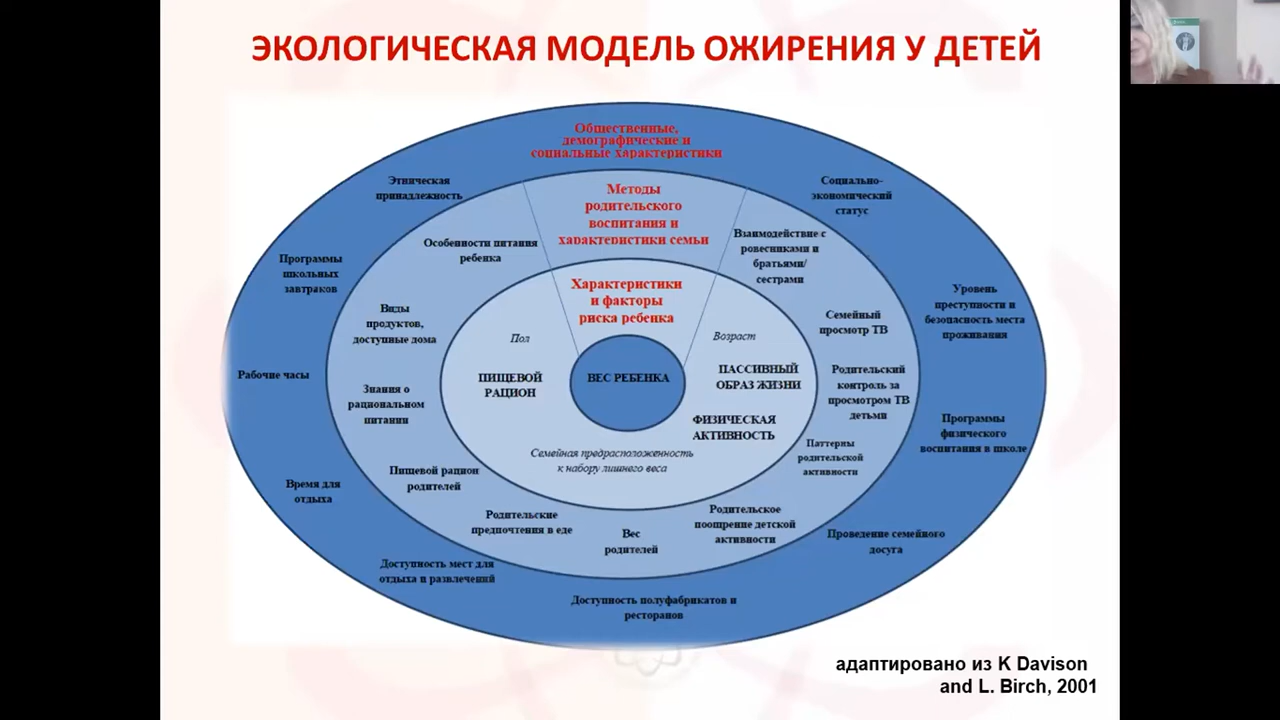 ЭКОЛОГИЧЕСКАЯ МОДЕЛЬ ОЖИРЕНИЯ У ДЕТЕЙ
Общественные,
демографические и
социальные характеристики
Этническая
принадлежность
Социально-
экономический
статус
Методы
родительского
воспитания и
характеристики семьи
Особенности питания
ребенка
Взаимодействие с
ровесниками и
братьями/
сестрами
Программы
школьных
завтраков
Характеристики
и факторы
риска ребенка
Уровень
преступности и
безопасность места
проживания
Виды
продуктов,
доступные дома
Семейный
просмотр ТВ
Пол
Возраст
Рабочие часы
ПИЩЕВОЙ
РАЦИОН
ВЕС РЕБЕНКА
ПАССИВНЫЙ
ОБРАЗ ЖИЗНИ
Родительский
контроль за
просмотром ТВ
детьми
Знания о
рациональном
питании
ФИЗИЧЕСКАЯ
АКТИВНОСТЬ
Программы
физического
воспитания в школе
Семейная предрасположенность
к набору лишнего веса
Паттерны
родительской
активности
Пищевой рацион
родителей
Время для
отдыха
Родительские
предпочтения в еде
Вес
родителей
Родительское
поощрение детской
активности
Проведение семейного
досуга
Доступность мест для
отдыха и развлечений
Доступность полуфабрикатов и
ресторанов
адаптировано из K Davison
and L. Birch, 2001